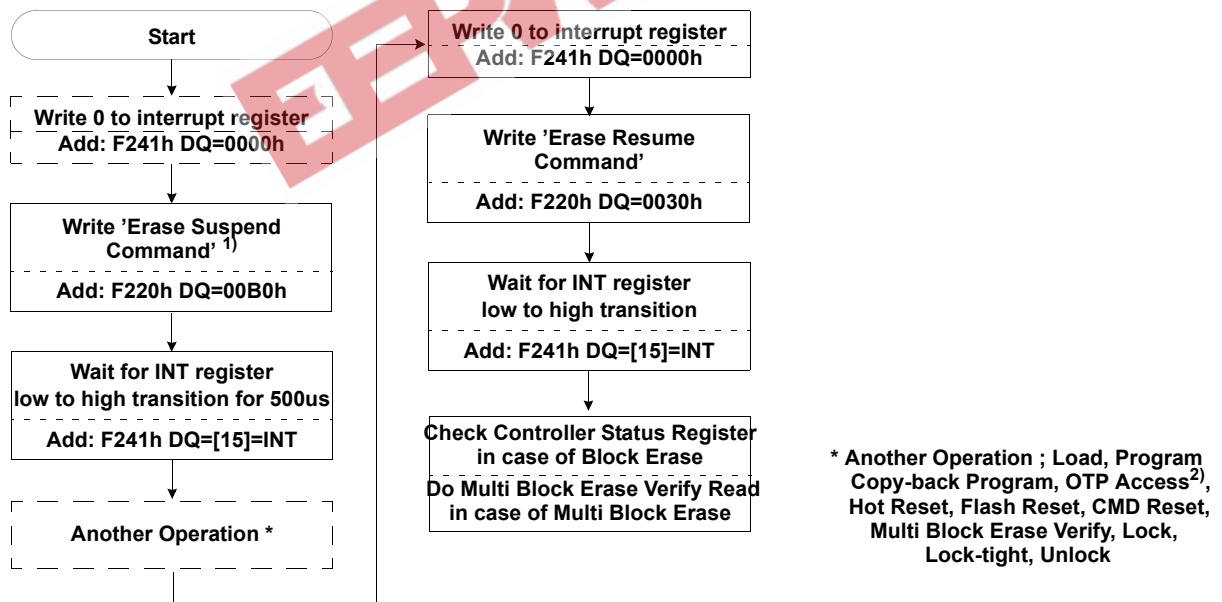 Start
Write 0 to interrupt register
Add: F241h DQ=0000h
Write ’Erase Suspend
Command’ 1)
Add: F220h DQ=00B0h
Wait for INT register
low to high transition for 500us
Add: F241h DQ=[15]=INT
Another Operation *
Write 0 to interrupt register
Add: F241h DQ=0000h
Write ’Erase Resume
Command’
Add: F220h DQ=0030h
Wait for INT register
low to high transition
Add: F241h DQ=[15]=INT
Check Controller Status Register
in case of Block Erase
Do Multi Block Erase Verify Read
in case of Multi Block Erase
* Another Operation ; Load, Program
Copy-back Program, OTP Access2),
Hot Reset, Flash Reset, CMD Reset,
Multi Block Erase Verify, Lock,
Lock-tight, Unlock